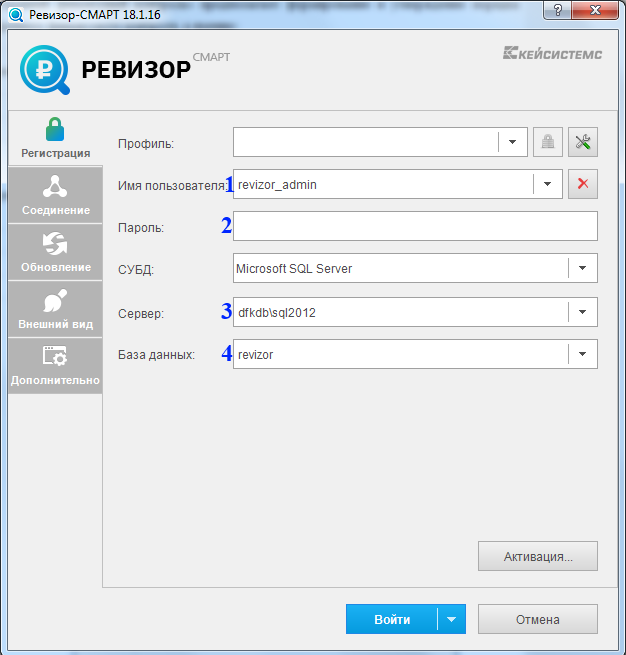 Ревизор-СМАРТ 18.1.16
РЕВИЗОР СМАРТ
КЕЙСИСТЕМС
Регистрация
Соединение
Обновление
Внешний вид
Дополнительно
Профиль:
Имя пользователя: 1 revizor_admin
Пароль: 2
СУБД: Microsoft SQL Server
Сервер: 3 dfkdb\sql2012
База данных: 4 revizor
Активация...
Войти
Отмена